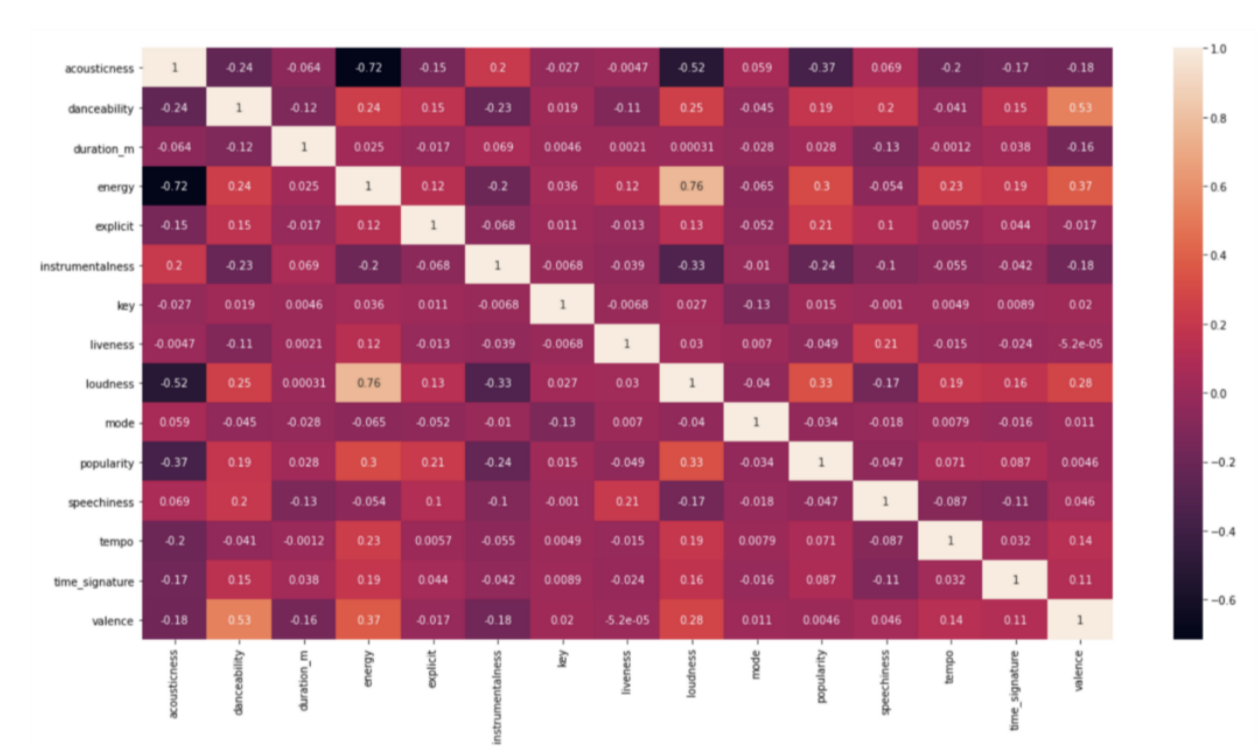 acousticness 1 -0.24 -0.064 -0.72 -0.15 0.2 -0.027 -0.0047 -0.52 0.059 -0.37 0.069 -0.2 -0.17 -0.18
danceability -0.24 1 -0.12 0.24 0.15 -0.23 0.019 -0.11 0.25 -0.045 0.19 0.2 -0.041 0.15 0.53
duration_m -0.064 -0.12 1 0.025 -0.017 0.069 0.0046 0.0021 0.00031 -0.028 0.028 -0.13 -0.0012 0.038 -0.16
energy -0.72 0.24 0.025 1 0.12 -0.2 0.036 0.12 0.76 -0.065 0.3 -0.054 0.23 0.19 0.37
explicit -0.15 0.15 -0.017 0.12 1 -0.068 0.011 -0.013 0.13 -0.052 0.21 0.1 0.0057 0.044 -0.017
instrumentalness 0.2 -0.23 0.069 -0.2 -0.068 1 -0.0068 -0.039 -0.33 -0.01 -0.24 -0.1 -0.055 -0.042 -0.18
key -0.027 0.019 0.0046 0.036 0.011 -0.0068 1 -0.0068 0.027 -0.13 0.015 -0.001 0.0049 0.0089 0.02
liveness -0.0047 -0.11 0.0021 0.12 -0.013 -0.039 -0.0068 1 0.03 0.007 -0.049 0.21 -0.015 -0.024 -5.2e-05
loudness -0.52 0.25 0.00031 0.76 0.13 -0.33 0.027 0.03 1 -0.04 0.33 -0.17 0.19 0.16 0.28
mode 0.059 -0.045 -0.028 -0.065 -0.052 -0.01 -0.13 0.007 -0.04 1 -0.034 -0.018 0.0079 -0.016 0.011
popularity -0.37 0.19 0.028 0.3 0.21 -0.24 0.015 -0.049 0.33 -0.034 1 -0.047 0.071 0.087 0.0046
speechiness 0.069 0.2 -0.13 -0.054 0.1 -0.1 -0.001 0.21 -0.17 -0.018 -0.047 1 -0.087 -0.11 0.046
tempo -0.2 -0.041 -0.0012 0.23 0.0057 -0.055 0.0049 -0.015 0.19 0.0079 0.071 -0.087 1 0.032 0.14
time_signature -0.17 0.15 0.038 0.19 0.044 -0.042 0.0089 -0.024 0.16 -0.016 0.087 -0.11 0.032 1 0.11
valence -0.18 0.53 -0.16 0.37 -0.017 -0.18 0.02 -5.2e-05 0.28 0.011 0.0046 0.046 0.14 0.11 1
acousticness
danceability
duration_m
energy
explicit
instrumentalness
key
liveness
loudness
mode
popularity
speechiness
tempo
time_signature
valence
1.0
0.8
0.6
0.4
0.2
0.0
-0.2
-0.4
-0.6